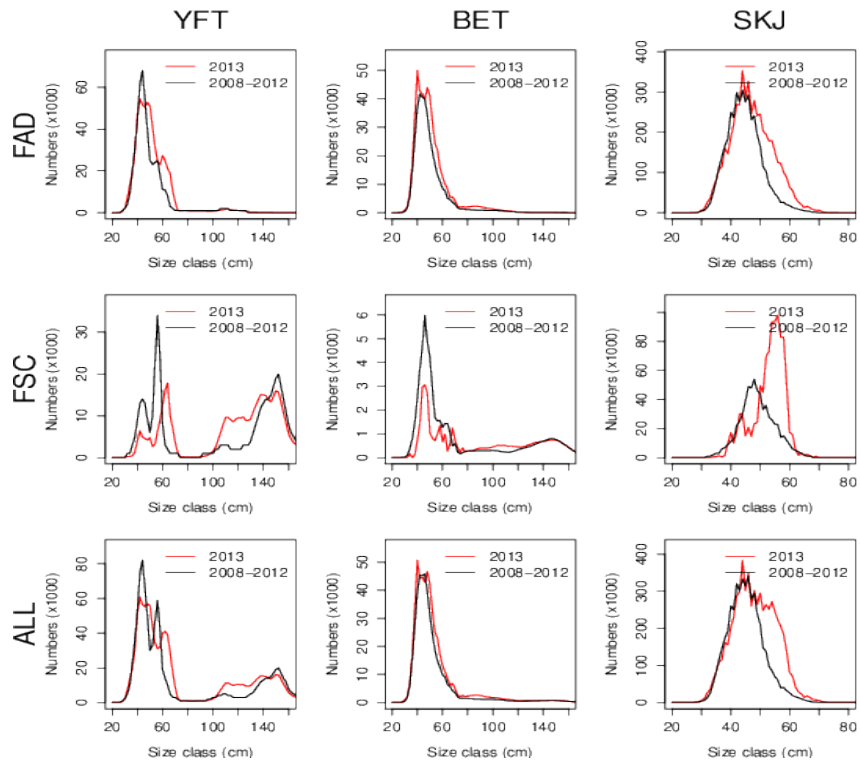 YFT
BET
SKJ
FAD
Numbers (x1000)
0 20 40 60
2013
2008-2012
20 60 100 140
Size class (cm)
Numbers (x1000)
0 10 20 30 40 50
2013
2008-2012
20 60 100 140
Size class (cm)
Numbers (x1000)
0 100 200 300 400
2013
2008-2012
20 40 60 80
Size class (cm)
FSC
Numbers (x1000)
0 10 20 30
2013
2008-2012
20 60 100 140
Size class (cm)
Numbers (x1000)
0 1 2 3 4 5 6
2013
2008-2012
20 60 100 140
Size class (cm)
Numbers (x1000)
0 20 40 60 80
2013
2008-2012
20 40 60 80
Size class (cm)
ALL
Numbers (x1000)
0 20 40 60 80
2013
2008-2012
20 60 100 140
Size class (cm)
Numbers (x1000)
0 10 20 30 40 50
2013
2008-2012
20 60 100 140
Size class (cm)
Numbers (x1000)
0 100 200 300 400
2013
2008-2012
20 40 60 80
Size class (cm)